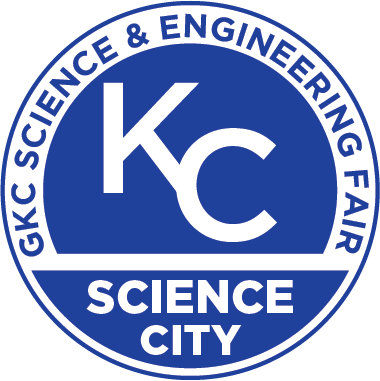 GKC SCIENCE & ENGINEERING FAIR
KC
SCIENCE
CITY